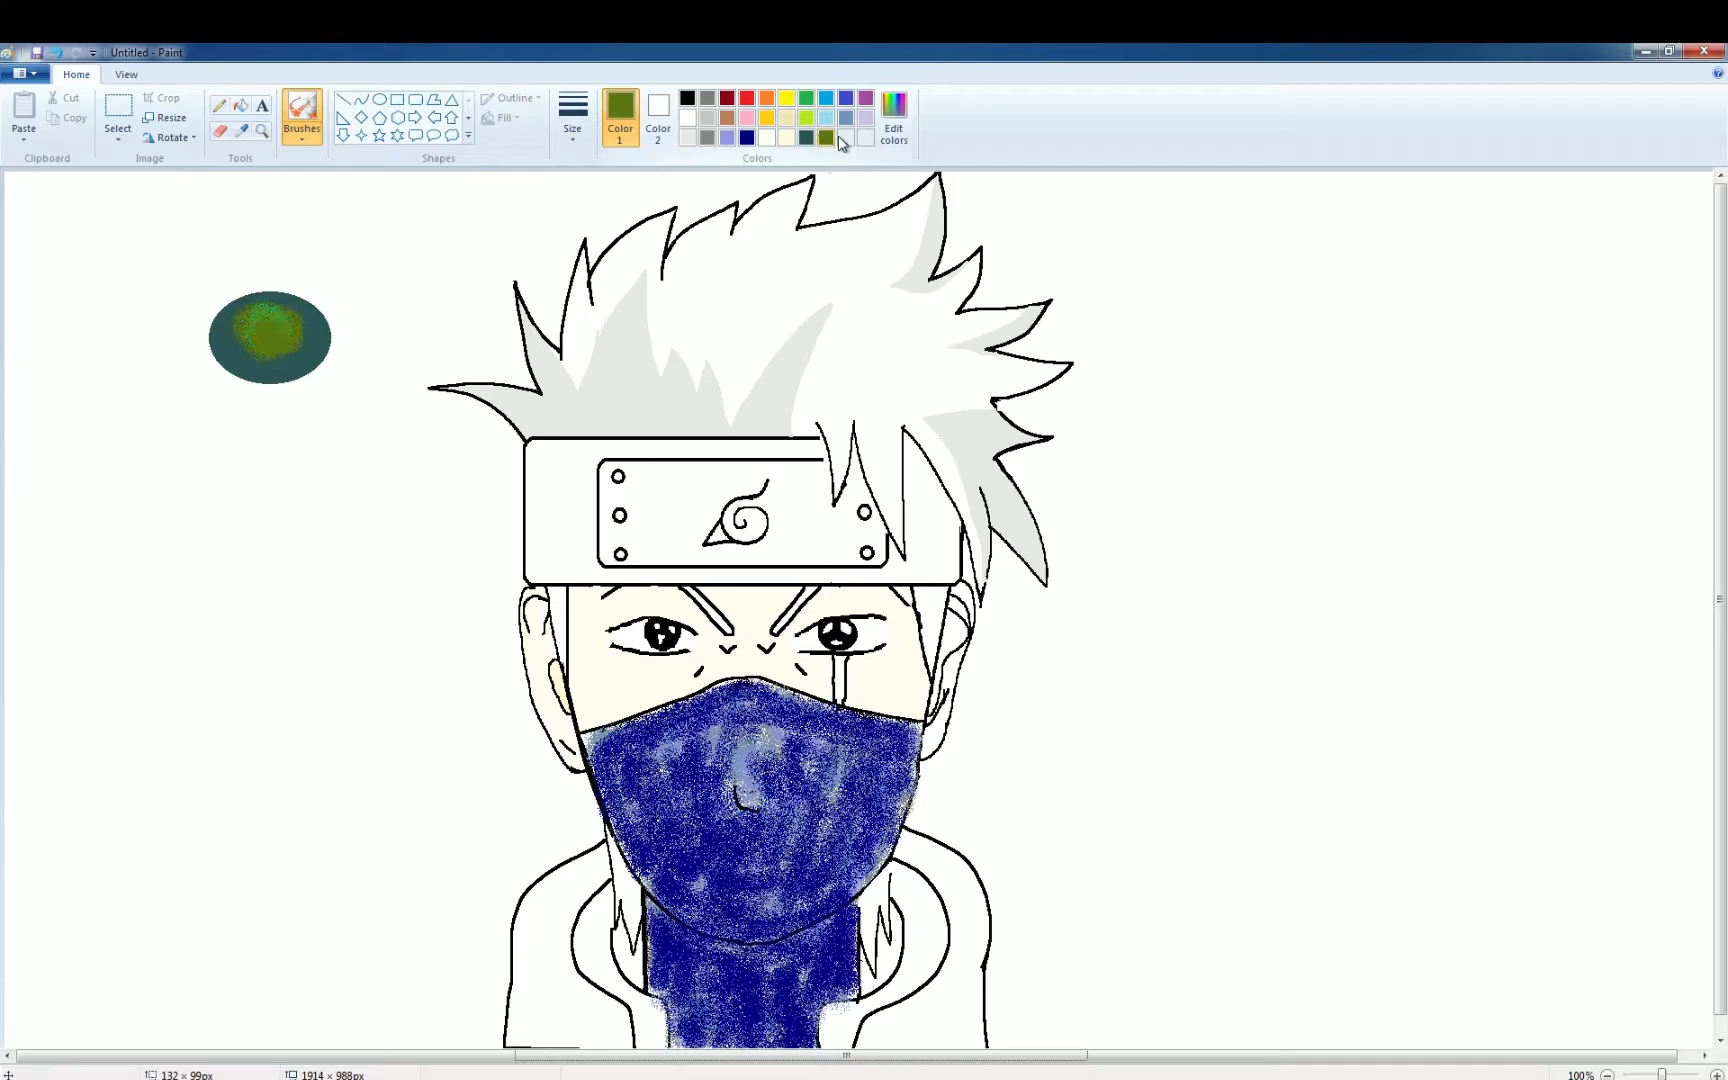 Untitled - Paint
Home View
Paste
Cut
Copy
Clipboard
Select
Crop
Resize
Rotate
Image
A
Tools
Brushes
Shapes
Outline
Fill
Size
Color 1
Color 2
Colors
Edit colors
132 × 99px
1914 × 988px
100%